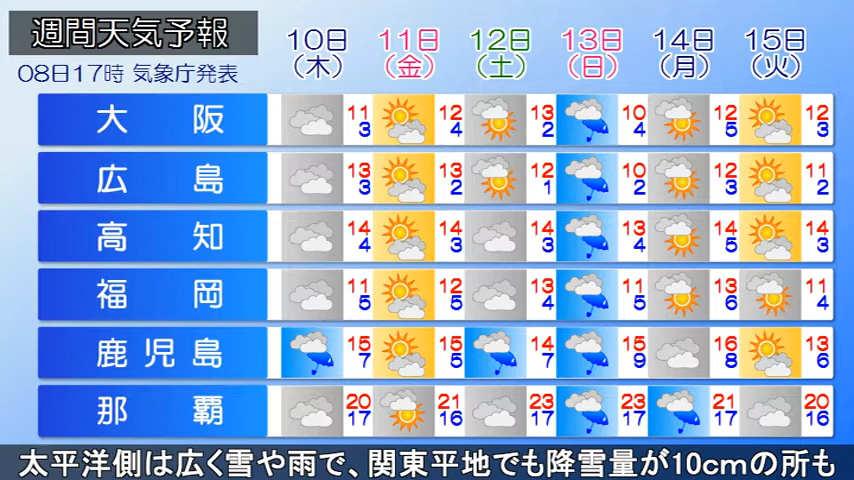 週間天気予報
08日17時 気象庁発表
10日 11日 12日 13日 14日 15日
(木) (金) (土) (日) (月) (火)
大阪 11 3 12 4 13 2 10 4 12 5 12 3
広島 13 3 13 2 12 1 10 2 12 3 11 2
高知 14 4 14 3 14 3 13 4 14 5 14 3
福岡 11 5 12 5 13 4 11 5 13 6 11 4
鹿児島 15 7 15 5 14 7 15 9 16 8 13 6
那覇 20 17 21 16 23 17 23 17 21 17 20 16
太平洋側は広く雪や雨で、関東平地でも降雪量が10cmの所も